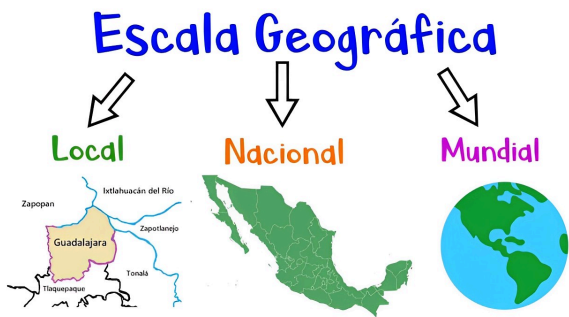 Escala Geográfica
Local
Nacional
Mundial
Ixtlahuacán del Río
Zapopan
Zapotlanejo
Guadalajara
Tonalá
Tlaquepaque